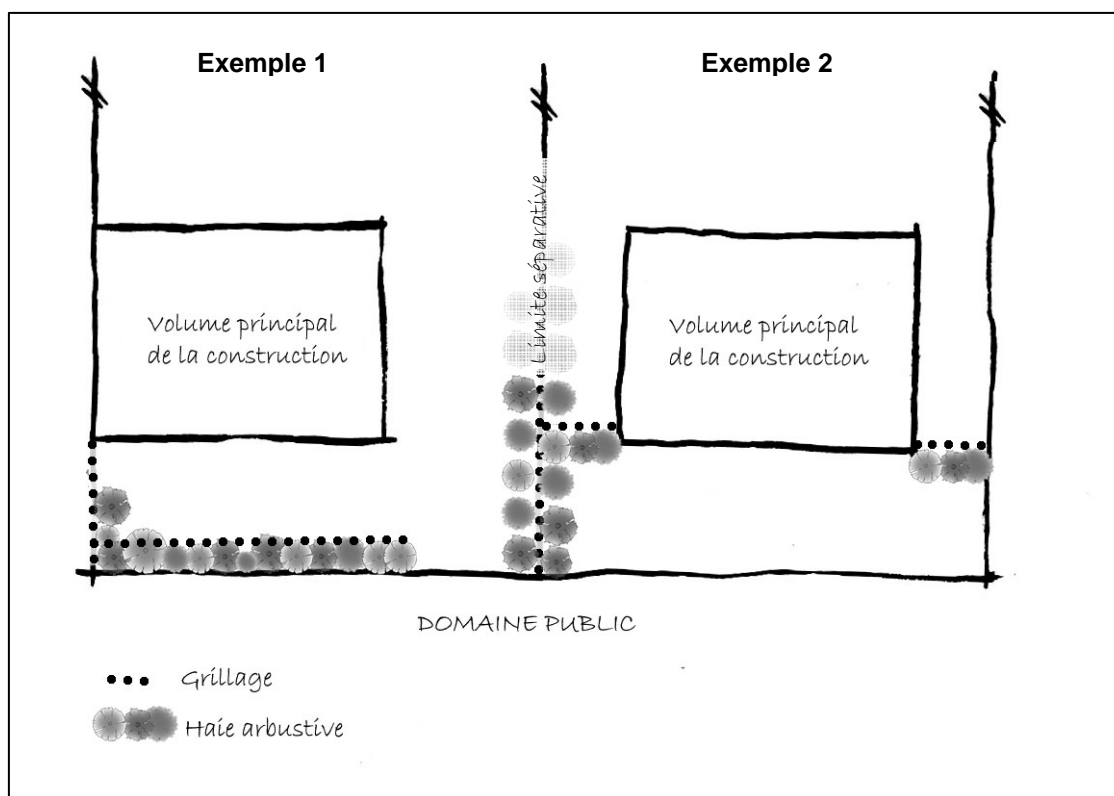 Exemple 1
Exemple 2
Limite séparative
Volume principal
de la construction
Volume principal
de la construction
DOMAINE PUBLIC
Grillage
Haie arbustive